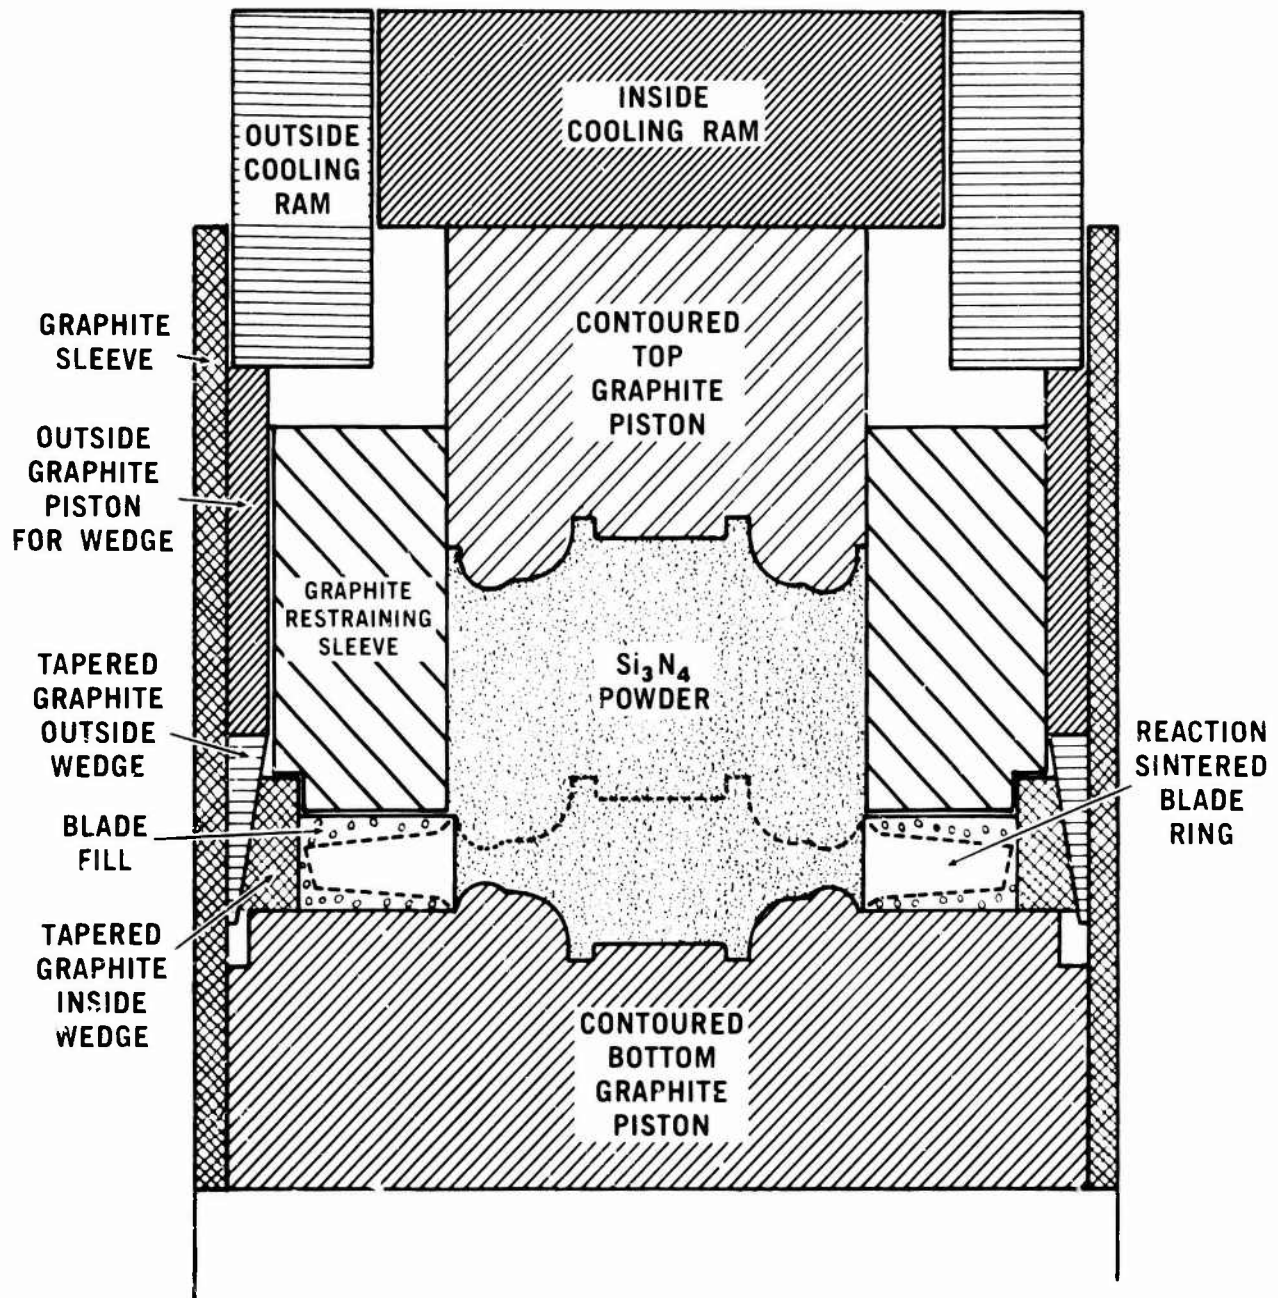 INSIDE
COOLING RAM
OUTSIDE
COOLING
RAM
GRAPHITE
SLEEVE
CONTOURED
TOP
GRAPHITE
PISTON
OUTSIDE
GRAPHITE
PISTON
FOR WEDGE
GRAPHITE
RESTRAINING
SLEEVE
Si₃N₄
POWDER
TAPERED
GRAPHITE
OUTSIDE
WEDGE
REACTION
SINTERED
BLADE
RING
BLADE
FILL
TAPERED
GRAPHITE
INSIDE
WEDGE
CONTOURED
BOTTOM
GRAPHITE
PISTON